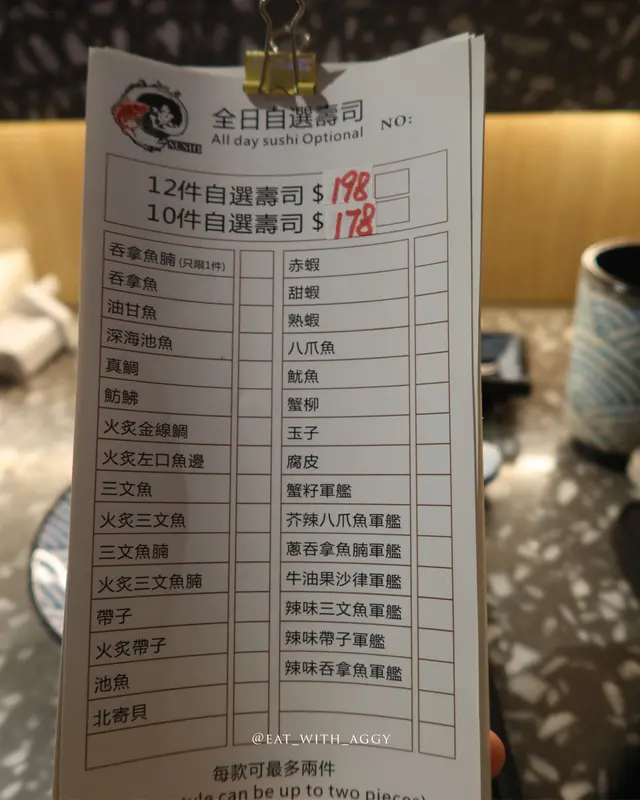 全日自選壽司
All day sushi Optional
NO:
SUSHI
12件自選壽司 $ 198
10件自選壽司 $ 178
吞拿魚腩 (只限1件)
吞拿魚
油甘魚
深海池魚
真鯛
魴鮄
火炙金線鯛
火炙左口魚邊
三文魚
火炙三文魚
三文魚腩
火炙三文魚腩
帶子
火炙帶子
池魚
北寄貝
赤蝦
甜蝦
熟蝦
八爪魚
魷魚
蟹柳
玉子
腐皮
蟹籽軍艦
芥辣八爪魚軍艦
蔥吞拿魚腩軍艦
牛油果沙律軍艦
辣味三文魚軍艦
辣味帶子軍艦
辣味吞拿魚軍艦
@EAT_WITH_AGGY
每款可最多兩件
can be up to two pieces)